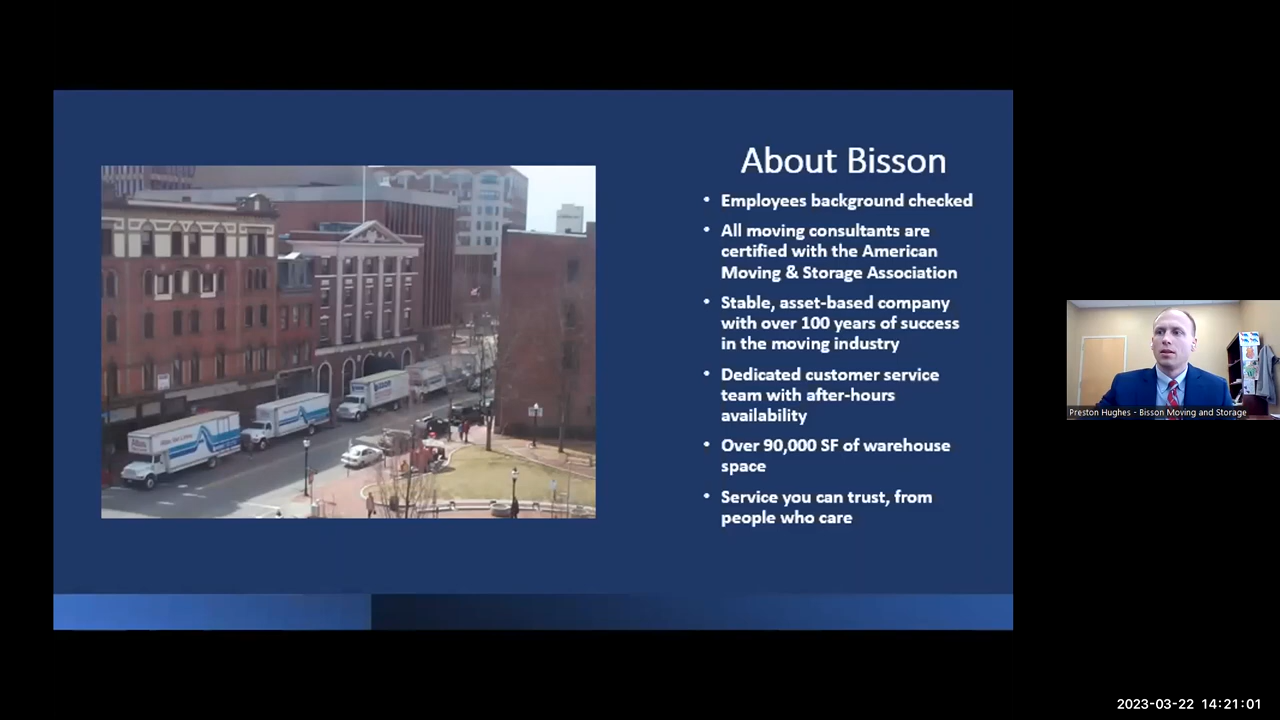 About Bisson
• Employees background checked
• All moving consultants are
certified with the American
Moving & Storage Association
• Stable, asset-based company
with over 100 years of success
in the moving industry
• Dedicated customer service
team with after-hours
availability
• Over 90,000 SF of warehouse
space
• Service you can trust, from
people who care
Preston Hughes - Bisson Moving and Storage
2023-03-22 14:21:01